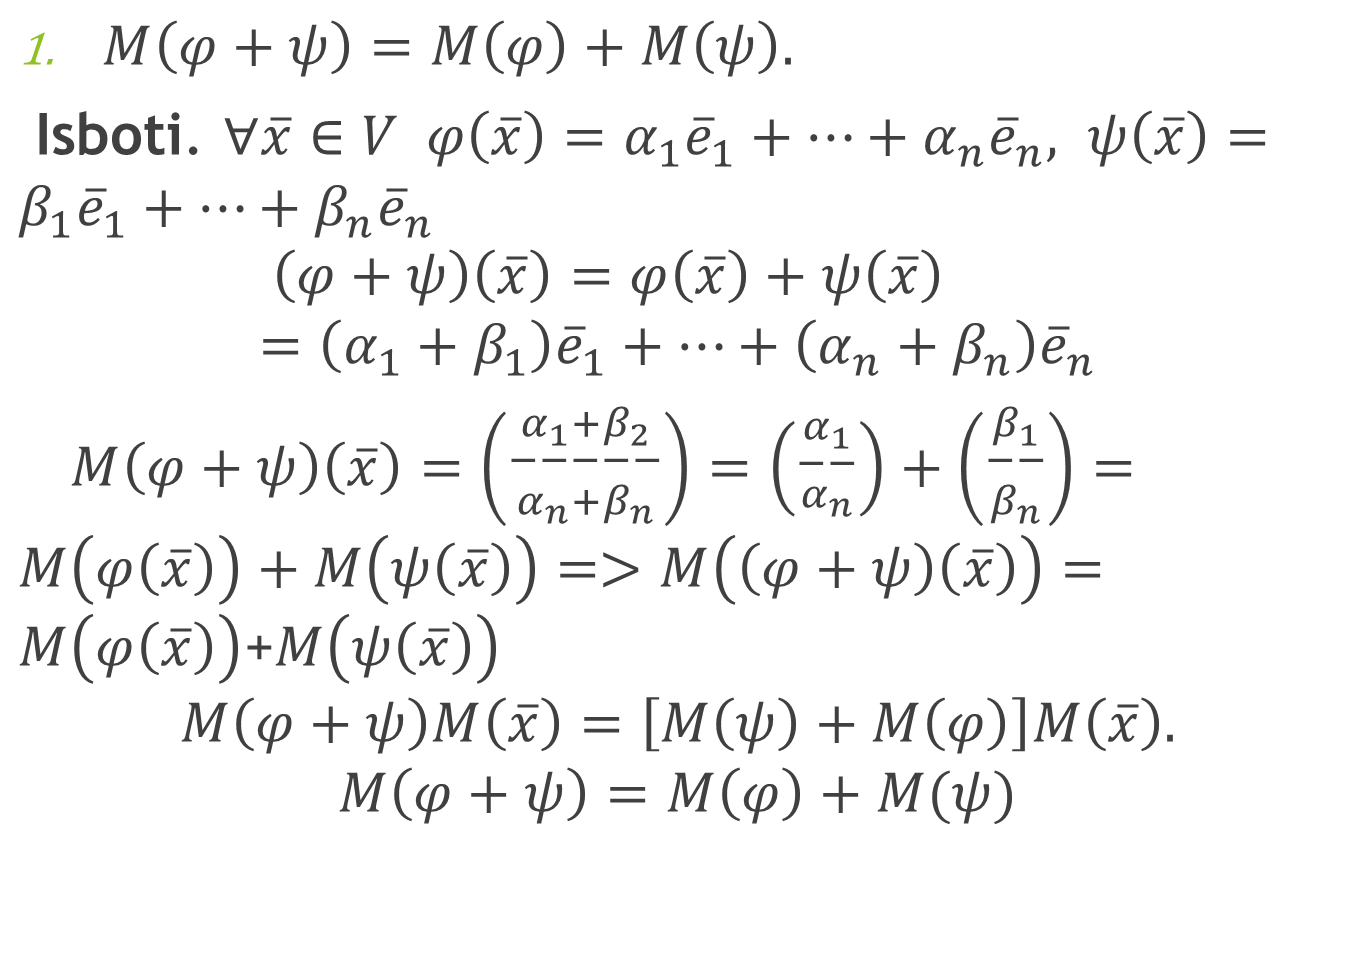 1. 𝑀(𝜑 + 𝜓) = 𝑀(𝜑) + 𝑀(𝜓).
Isboti. ∀x̄ ∈ V φ(x̄) = α₁ē₁ + ⋯ + αₙēₙ, ψ(x̄) =
β₁ē₁ + ⋯ + βₙēₙ
(φ + ψ)(x̄) = φ(x̄) + ψ(x̄)
= (α₁ + β₁)ē₁ + ⋯ + (αₙ + βₙ)ēₙ
M(φ + ψ)(x̄) = (α₁+β₂ −−−−− αₙ+βₙ) = (α₁ −− αₙ) + (β₁ −− βₙ) =
M(φ(x̄)) + M(ψ(x̄)) => M((φ + ψ)(x̄)) =
M(φ(x̄))+M(ψ(x̄))
M(φ + ψ)M(x̄) = [M(ψ) + M(φ)]M(x̄).
M(φ + ψ) = M(φ) + M(ψ)